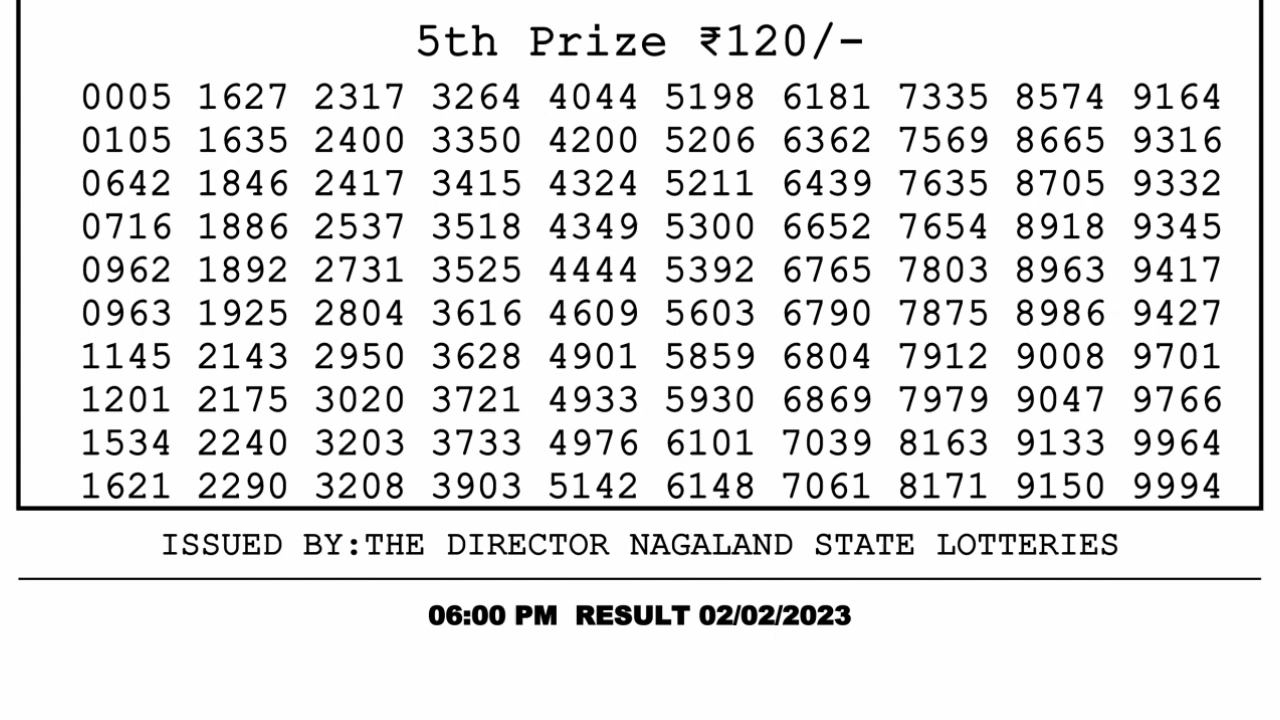 5th Prize ₹120/-
0005 1627 2317 3264 4044 5198 6181 7335 8574 9164
0105 1635 2400 3350 4200 5206 6362 7569 8665 9316
0642 1846 2417 3415 4324 5211 6439 7635 8705 9332
0716 1886 2537 3518 4349 5300 6652 7654 8918 9345
0962 1892 2731 3525 4444 5392 6765 7803 8963 9417
0963 1925 2804 3616 4609 5603 6790 7875 8986 9427
1145 2143 2950 3628 4901 5859 6804 7912 9008 9701
1201 2175 3020 3721 4933 5930 6869 7979 9047 9766
1534 2240 3203 3733 4976 6101 7039 8163 9133 9964
1621 2290 3208 3903 5142 6148 7061 8171 9150 9994
ISSUED BY:THE DIRECTOR NAGALAND STATE LOTTERIES
06:00 PM RESULT 02/02/2023